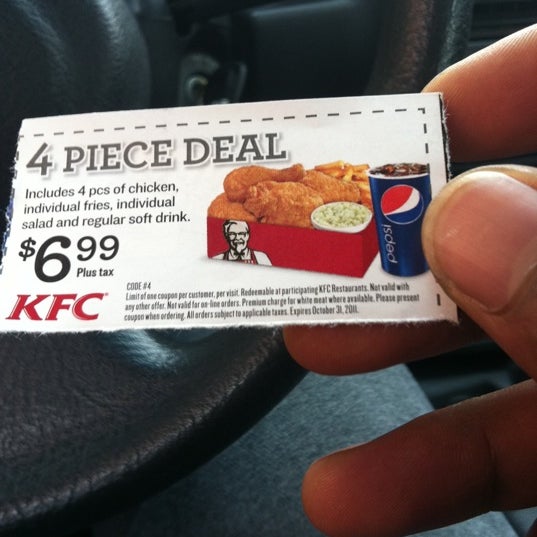 4 PIECE DEAL
Includes 4 pcs of chicken,
individual fries, individual
salad and regular soft drink.
$6.99
Plus tax
KFC
pepsi
CODE #4
Limit of one coupon per customer, per visit. Redeemable at participating KFC Restaurants. Not valid with
any other offer. Not valid for on-line orders. Premium charge for white meat where available. Please present
coupon when ordering. All orders subject to applicable taxes. Expires October 31, 2011.